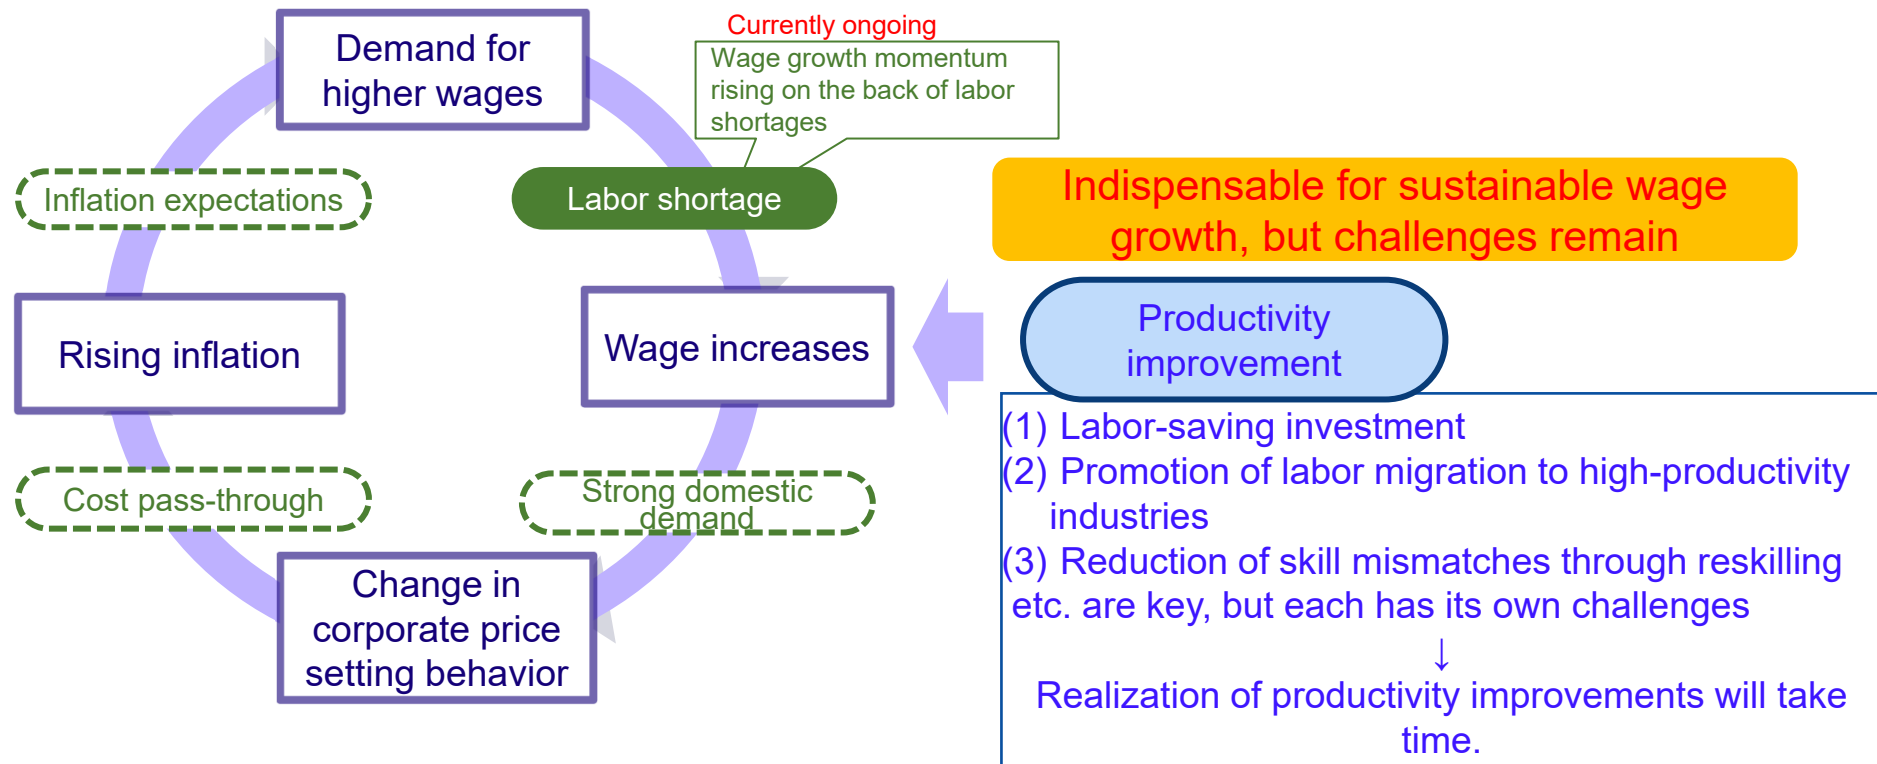 Currently ongoing
Wage growth momentum
rising on the back of labor
shortages
Demand for
higher wages
Labor shortage
Inflation expectations
Wage increases
Rising inflation
Strong domestic
demand
Cost pass-through
Change in
corporate price
setting behavior
Indispensable for sustainable wage
growth, but challenges remain
Productivity
improvement
(1) Labor-saving investment
(2) Promotion of labor migration to high-productivity
industries
(3) Reduction of skill mismatches through reskilling
etc. are key, but each has its own challenges
↓
Realization of productivity improvements will take
time.